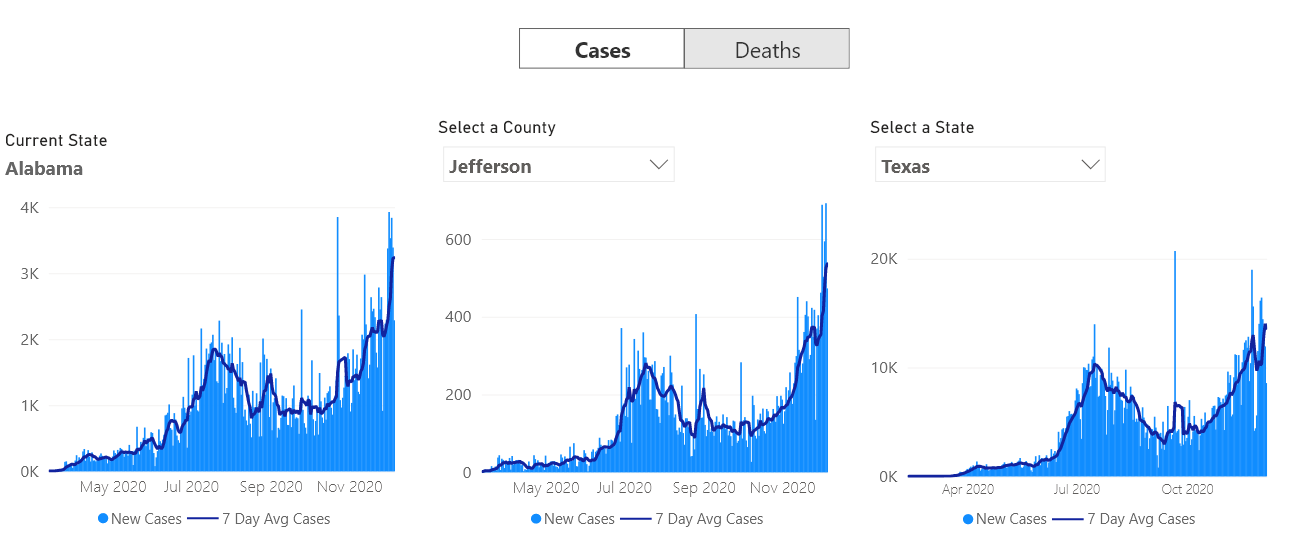 Cases Deaths
Current State
Alabama
4K
3K
2K
1K
0K
May 2020 Jul 2020 Sep 2020 Nov 2020
New Cases 7 Day Avg Cases
Select a County
Jefferson
600
400
200
0
May 2020 Jul 2020 Sep 2020 Nov 2020
New Cases 7 Day Avg Cases
Select a State
Texas
20K
10K
0K
Apr 2020 Jul 2020 Oct 2020
New Cases 7 Day Avg Cases